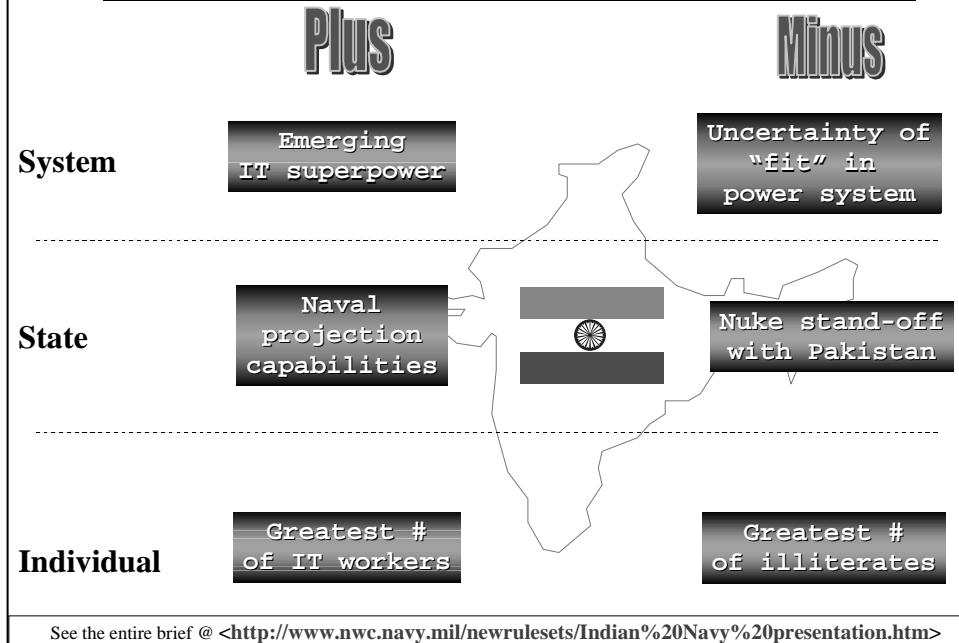 Plus
Minus
System
Emerging
IT superpower
Uncertainty of
“fit” in
power system
State
Naval
projection
capabilities
Nuke stand-off
with Pakistan
Individual
Greatest #
of IT workers
Greatest #
of illiterates
See the entire brief @ <http://www.nwc.navy.mil/newrulesets/Indian%20Navy%20presentation.htm>